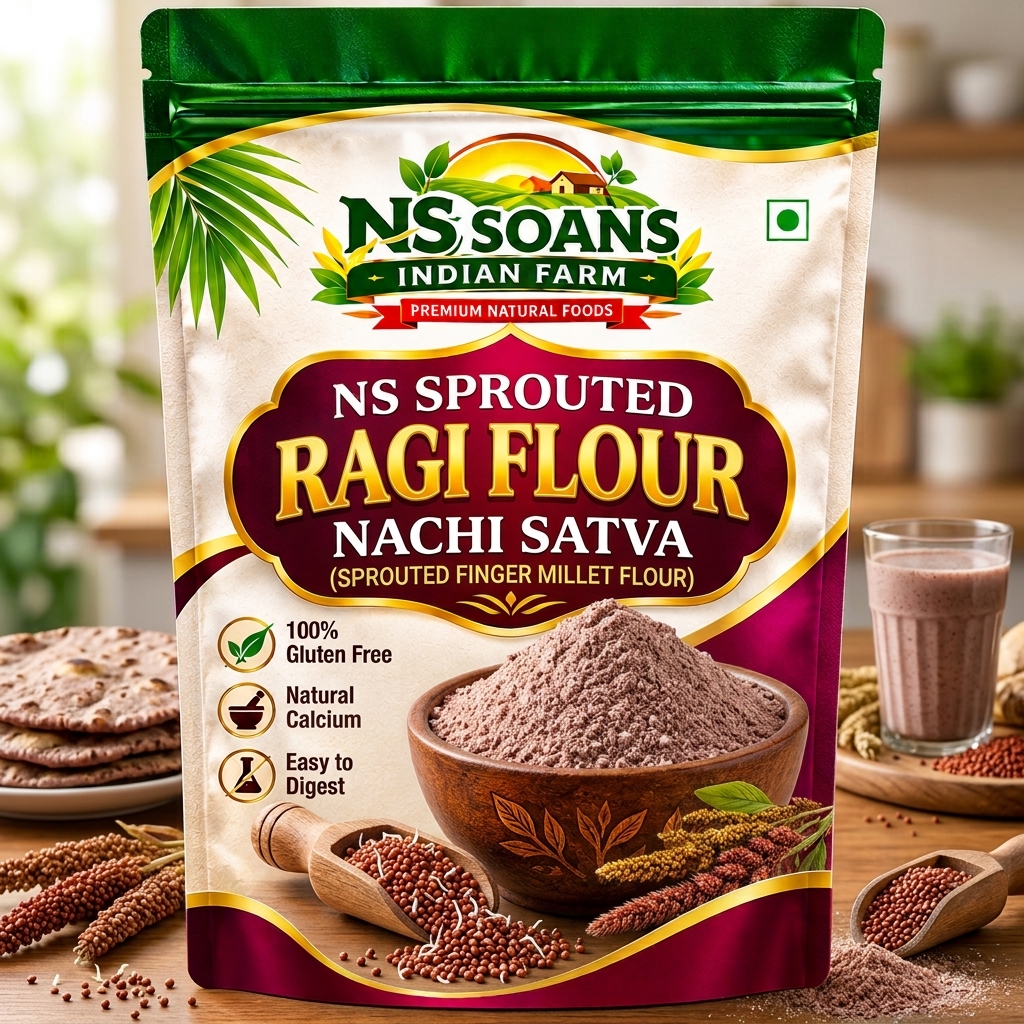 NS SOANS
INDIAN FARM
PREMIUM NATURAL FOODS
NS SPROUTED
RAGI FLOUR
NACHI SATVA
(SPROUTED FINGER MILLET FLOUR)
100%
Gluten Free
Natural
Calcium
Easy to
Digest